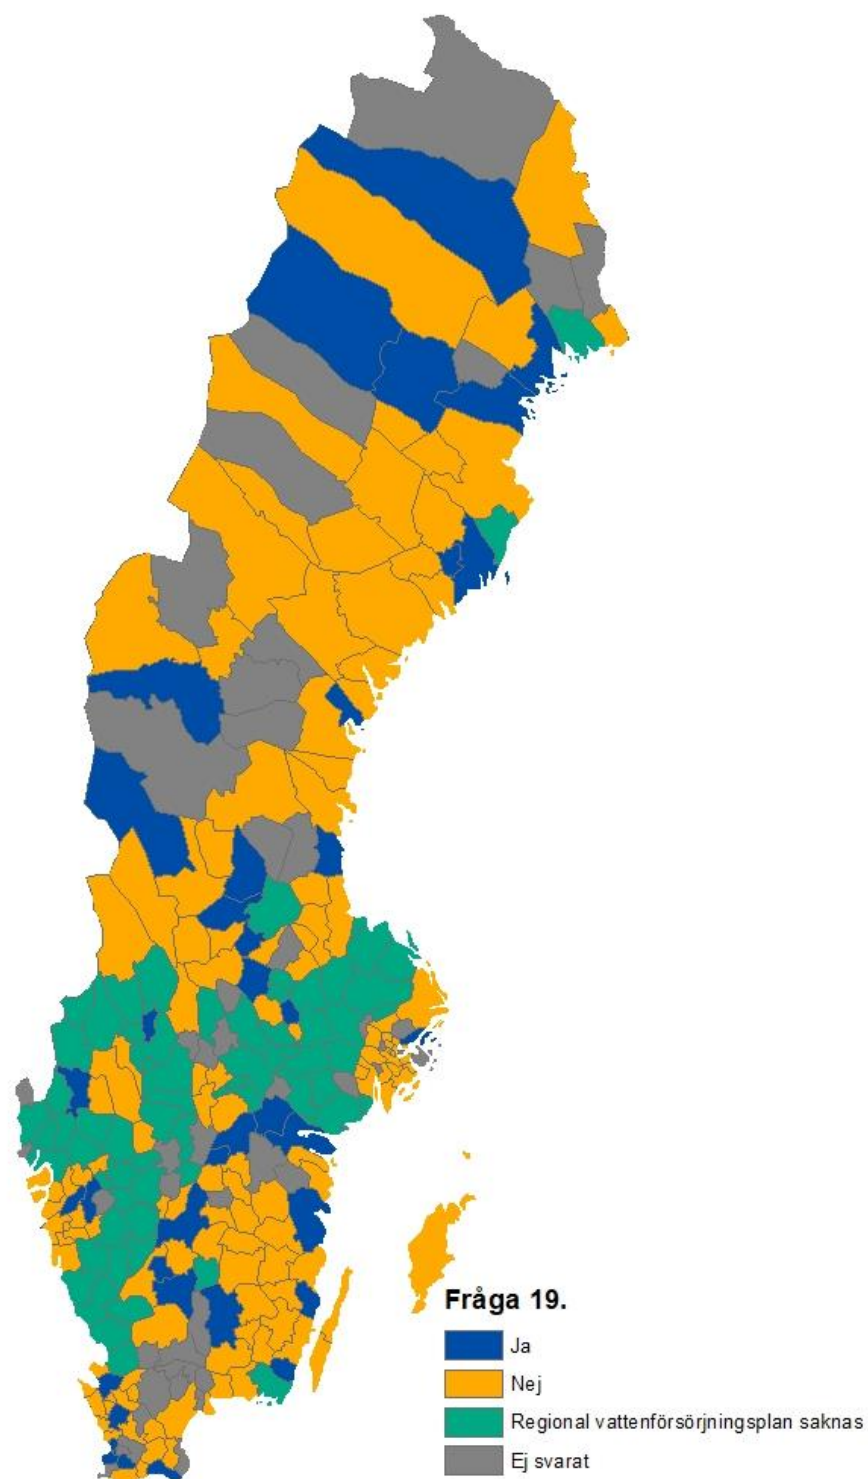 Fråga 19.
Ja
Nej
Regional vattenförsörjningsplan saknas
Ej svarat